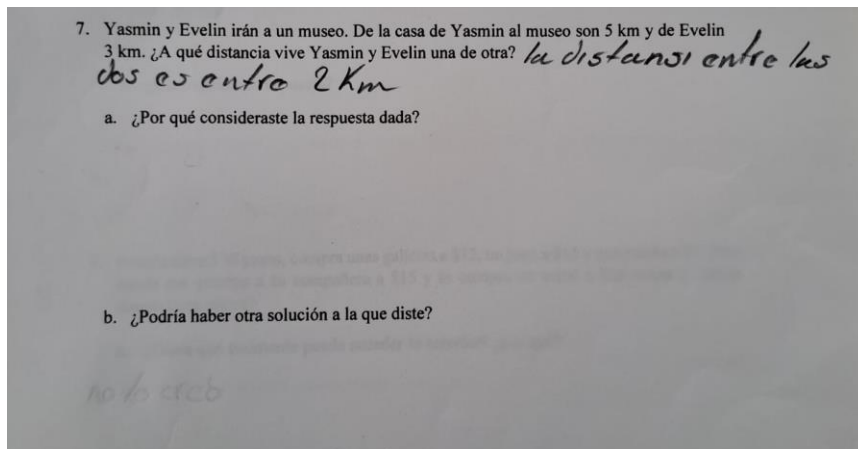 7. Yasmin y Evelin irán a un museo. De la casa de Yasmin al museo son 5 km y de Evelin
3 km. ¿A qué distancia vive Yasmin y Evelin una de otra? la distansi entre las
dos es entre 2 Km
a. ¿Por qué consideraste la respuesta dada?
b. ¿Podría haber otra solución a la que diste?
no lo creo